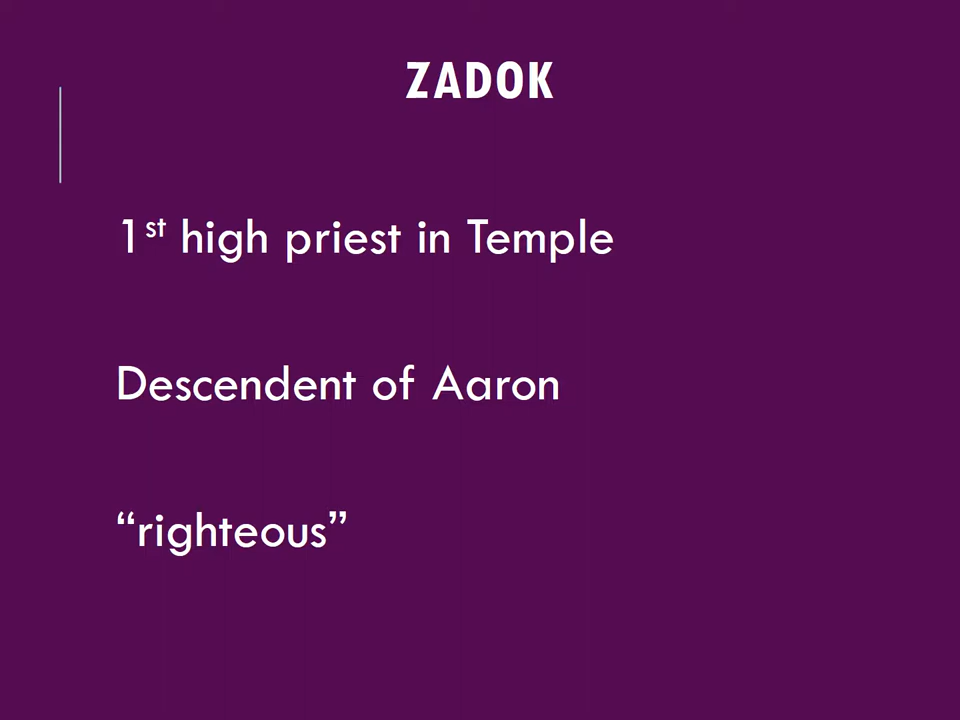 ZADOK
1st high priest in Temple
Descendent of Aaron
“righteous”